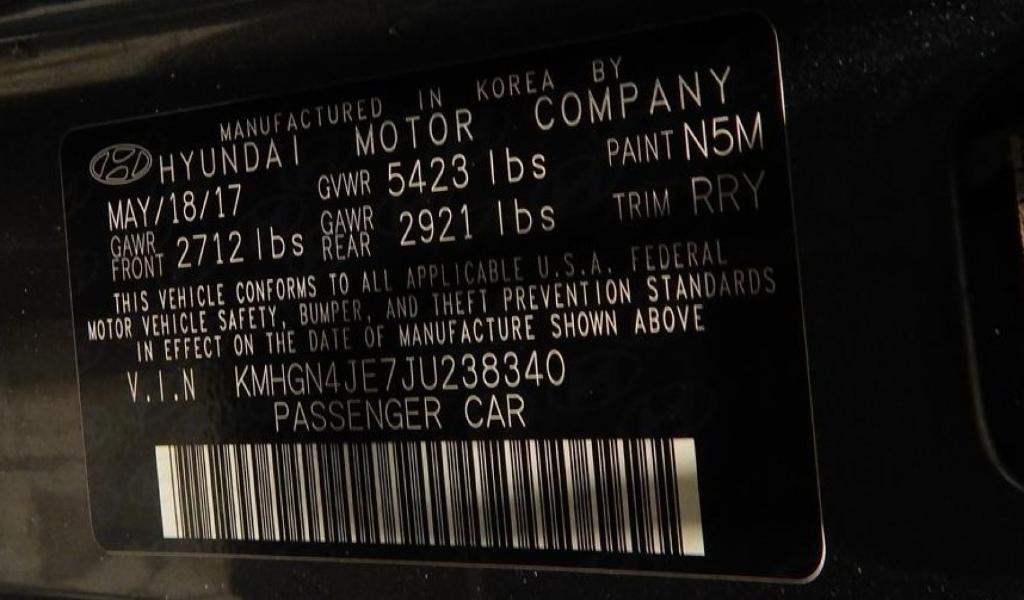 MANUFACTURED IN KOREA BY
HYUNDAI MOTOR COMPANY
MAY/18/17 GVWR 5423 lbs PAINT N5M
GAWR FRONT 2712 lbs GAWR REAR 2921 lbs TRIM RRY
THIS VEHICLE CONFORMS TO ALL APPLICABLE U.S.A. FEDERAL
MOTOR VEHICLE SAFETY, BUMPER, AND THEFT PREVENTION STANDARDS
IN EFFECT ON THE DATE OF MANUFACTURE SHOWN ABOVE
V.I.N KMHGN4JE7JU238340
PASSENGER CAR